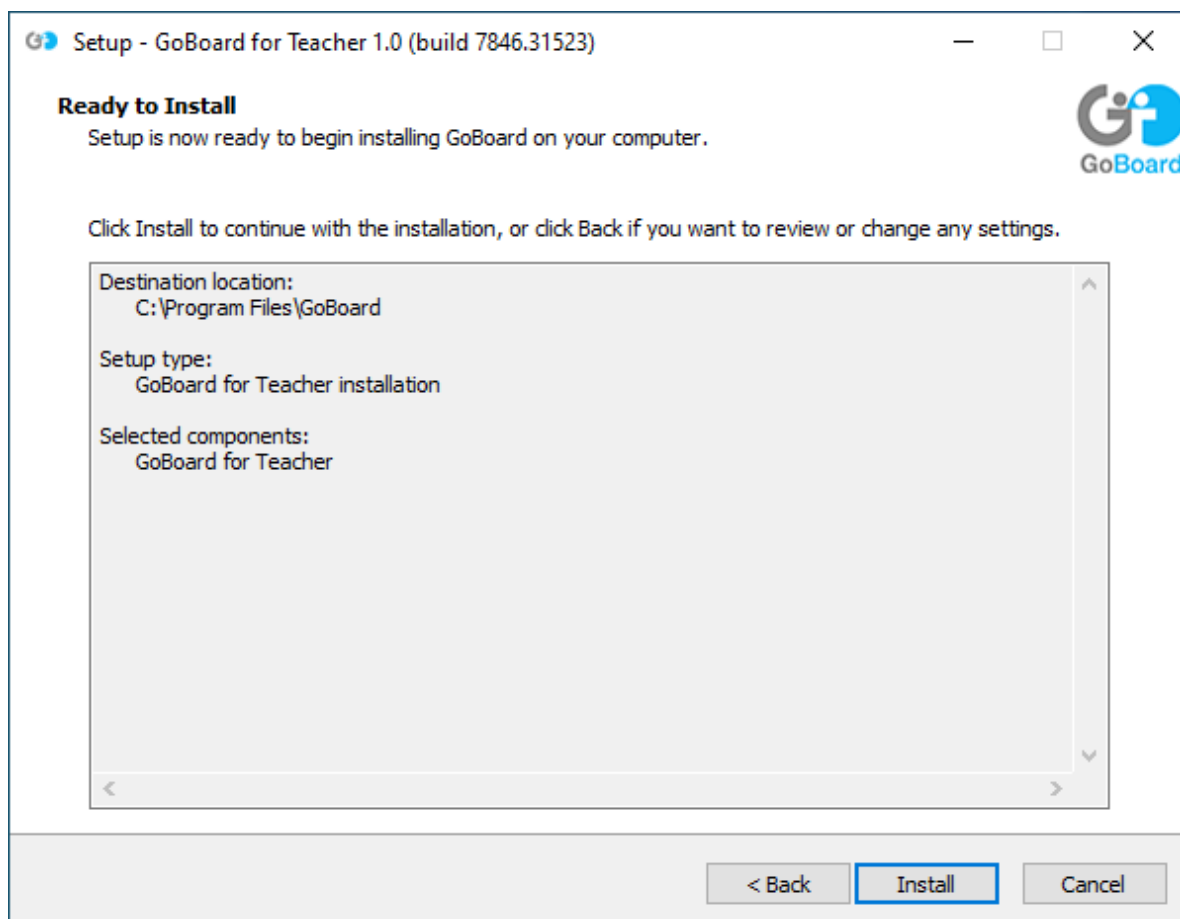 Setup - GoBoard for Teacher 1.0 (build 7846.31523)
Ready to Install
Setup is now ready to begin installing GoBoard on your computer.
GoBoard
Click Install to continue with the installation, or click Back if you want to review or change any settings.
Destination location:
C:\Program Files\GoBoard
Setup type:
GoBoard for Teacher installation
Selected components:
GoBoard for Teacher
< Back
Install
Cancel